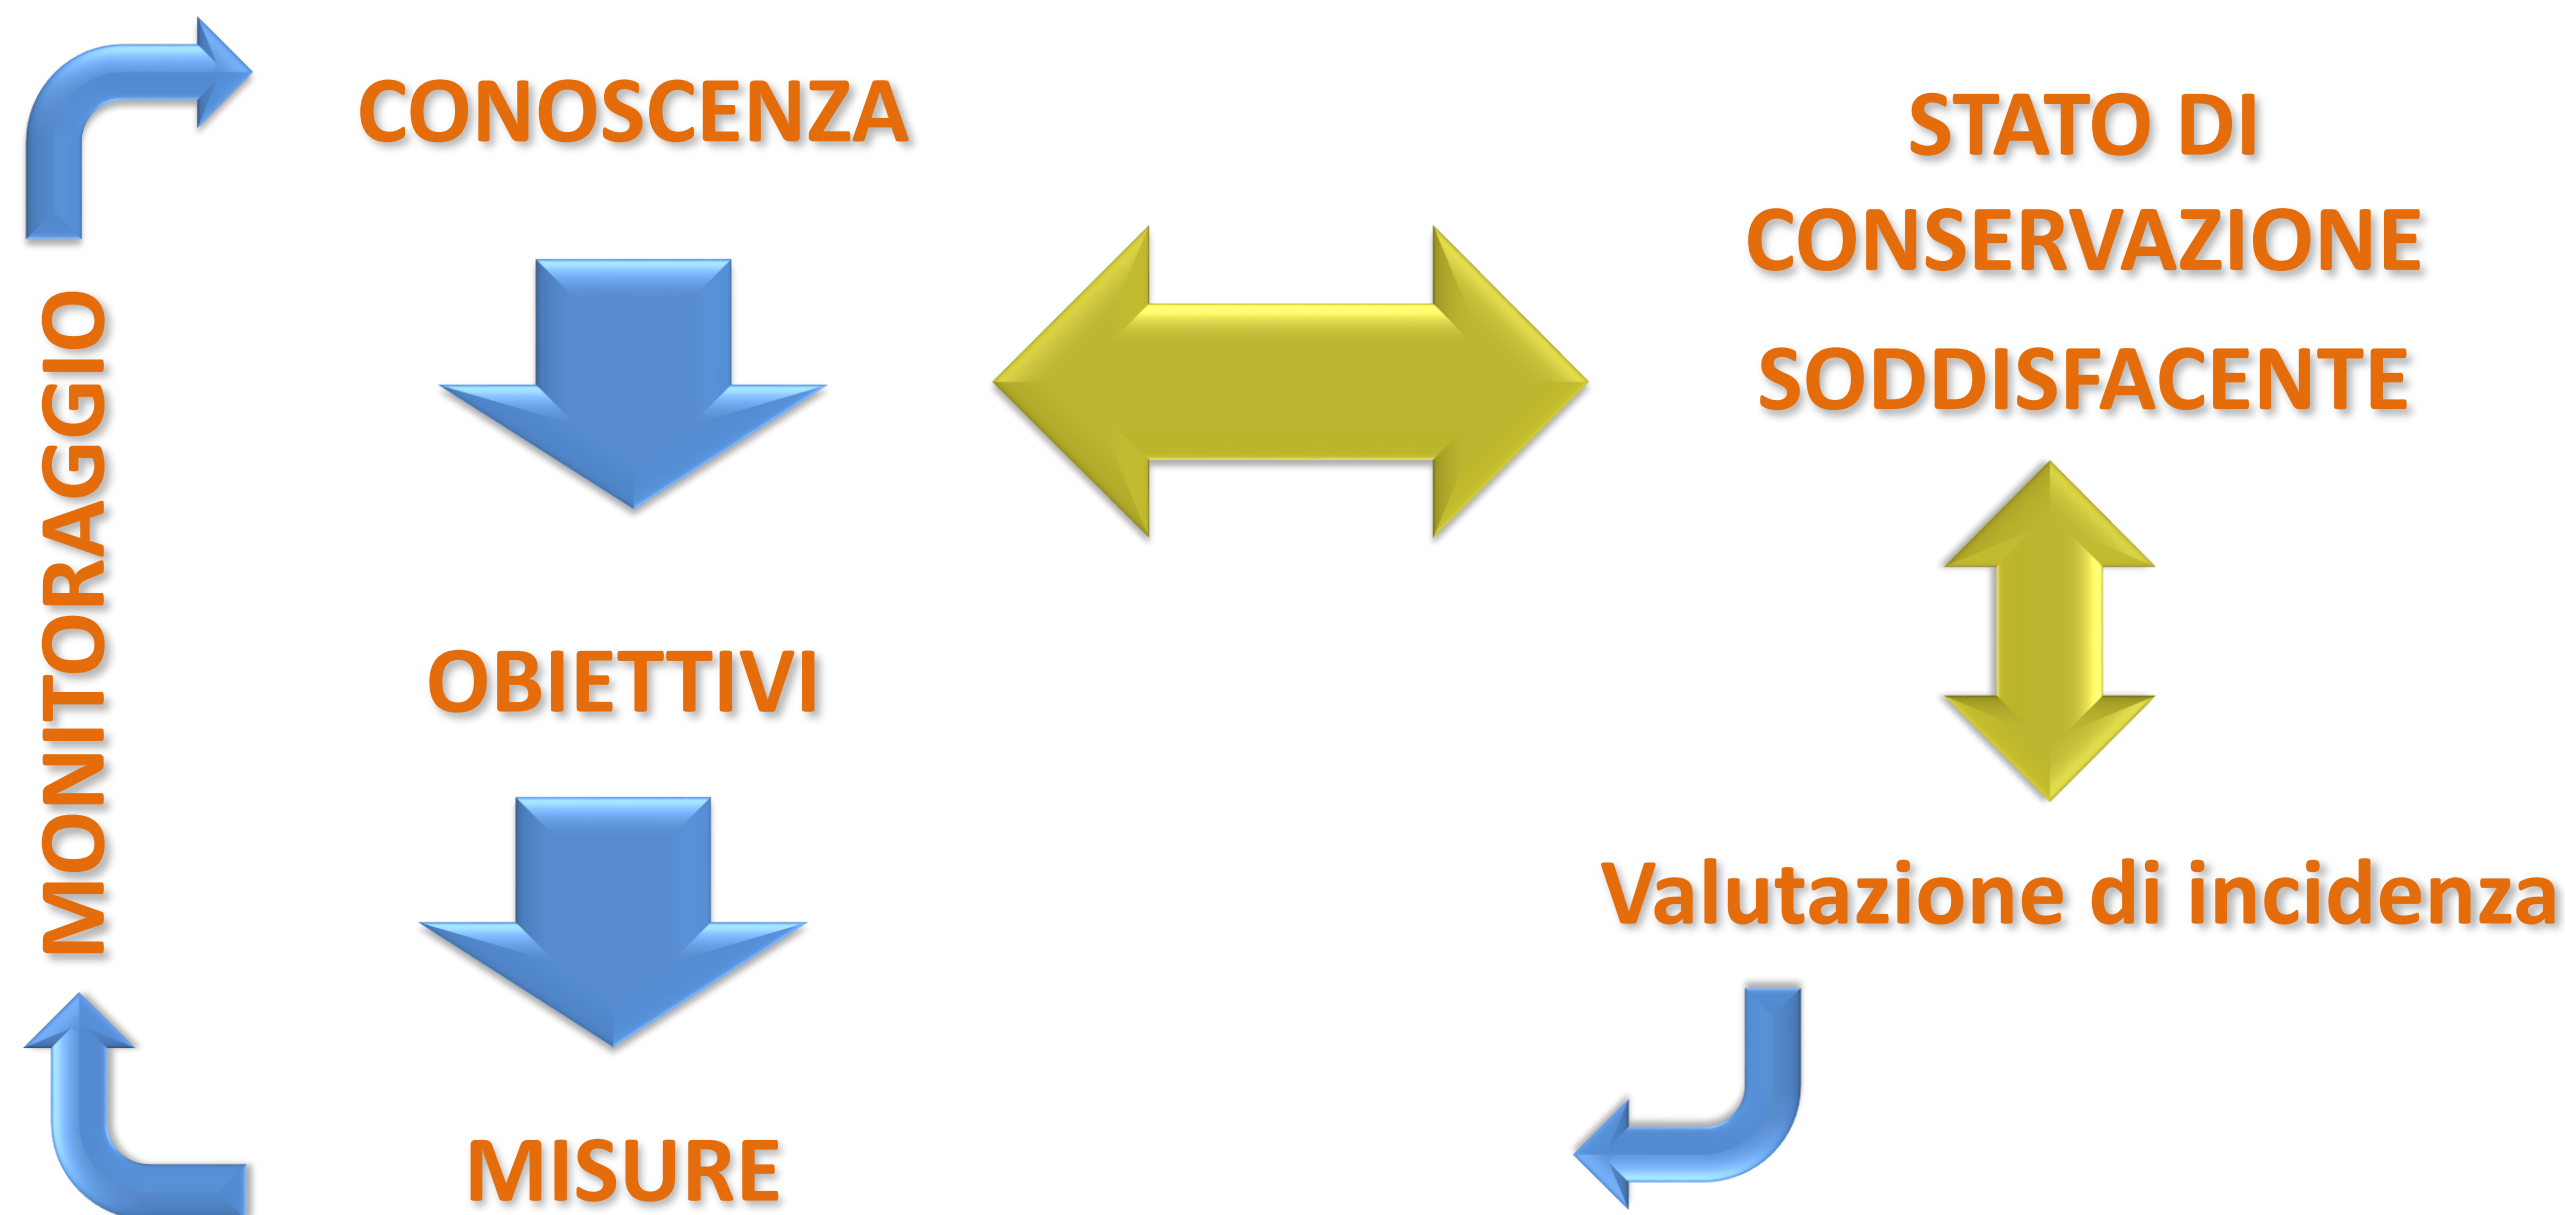 CONOSCENZA
STATO DI
CONSERVAZIONE
SODDISFACENTE
MONITORAGGIO
OBIETTIVI
Valutazione di incidenza
MISURE